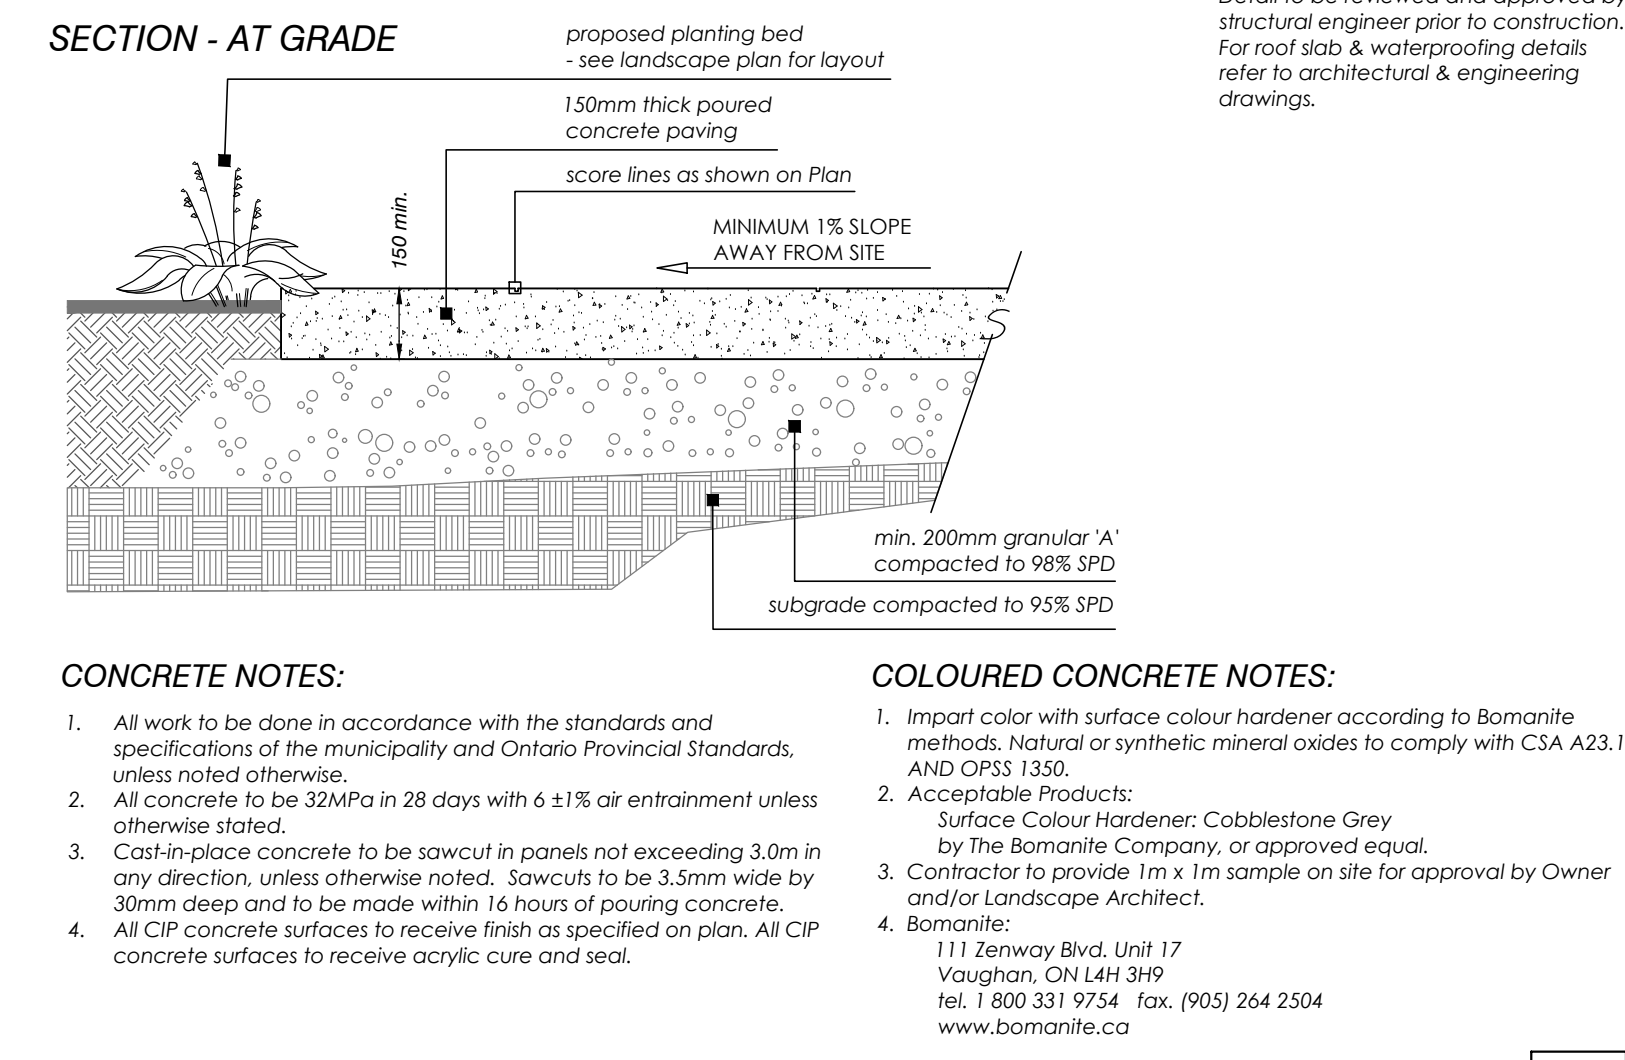 SECTION - AT GRADE
proposed planting bed
- see landscape plan for layout
150mm thick poured
concrete paving
score lines as shown on Plan
150 min.
MINIMUM 1% SLOPE
AWAY FROM SITE
Detail to be reviewed and approved by
structural engineer prior to construction.
For roof slab & waterproofing details
refer to architectural & engineering
drawings.
min. 200mm granular 'A'
compacted to 98% SPD
subgrade compacted to 95% SPD
CONCRETE NOTES:
1. All work to be done in accordance with the standards and
specifications of the municipality and Ontario Provincial Standards,
unless noted otherwise.
2. All concrete to be 32MPa in 28 days with 6 ±1% air entrainment unless
otherwise stated.
3. Cast-in-place concrete to be sawcut in panels not exceeding 3.0m in
any direction, unless otherwise noted. Sawcuts to be 3.5mm wide by
30mm deep and to be made within 16 hours of pouring concrete.
4. All CIP concrete surfaces to receive finish as specified on plan. All CIP
concrete surfaces to receive acrylic cure and seal.
COLOURED CONCRETE NOTES:
1. Impart color with surface colour hardener according to Bomanite
methods. Natural or synthetic mineral oxides to comply with CSA A23.1
AND OPSS 1350.
2. Acceptable Products:
Surface Colour Hardener: Cobblestone Grey
by The Bomanite Company, or approved equal.
3. Contractor to provide 1m x 1m sample on site for approval by Owner
and/or Landscape Architect.
4. Bomanite:
111 Zenway Blvd. Unit 17
Vaughan, ON L4H 3H9
tel. 1 800 331 9754 fax. (905) 264 2504
www.bomanite.ca